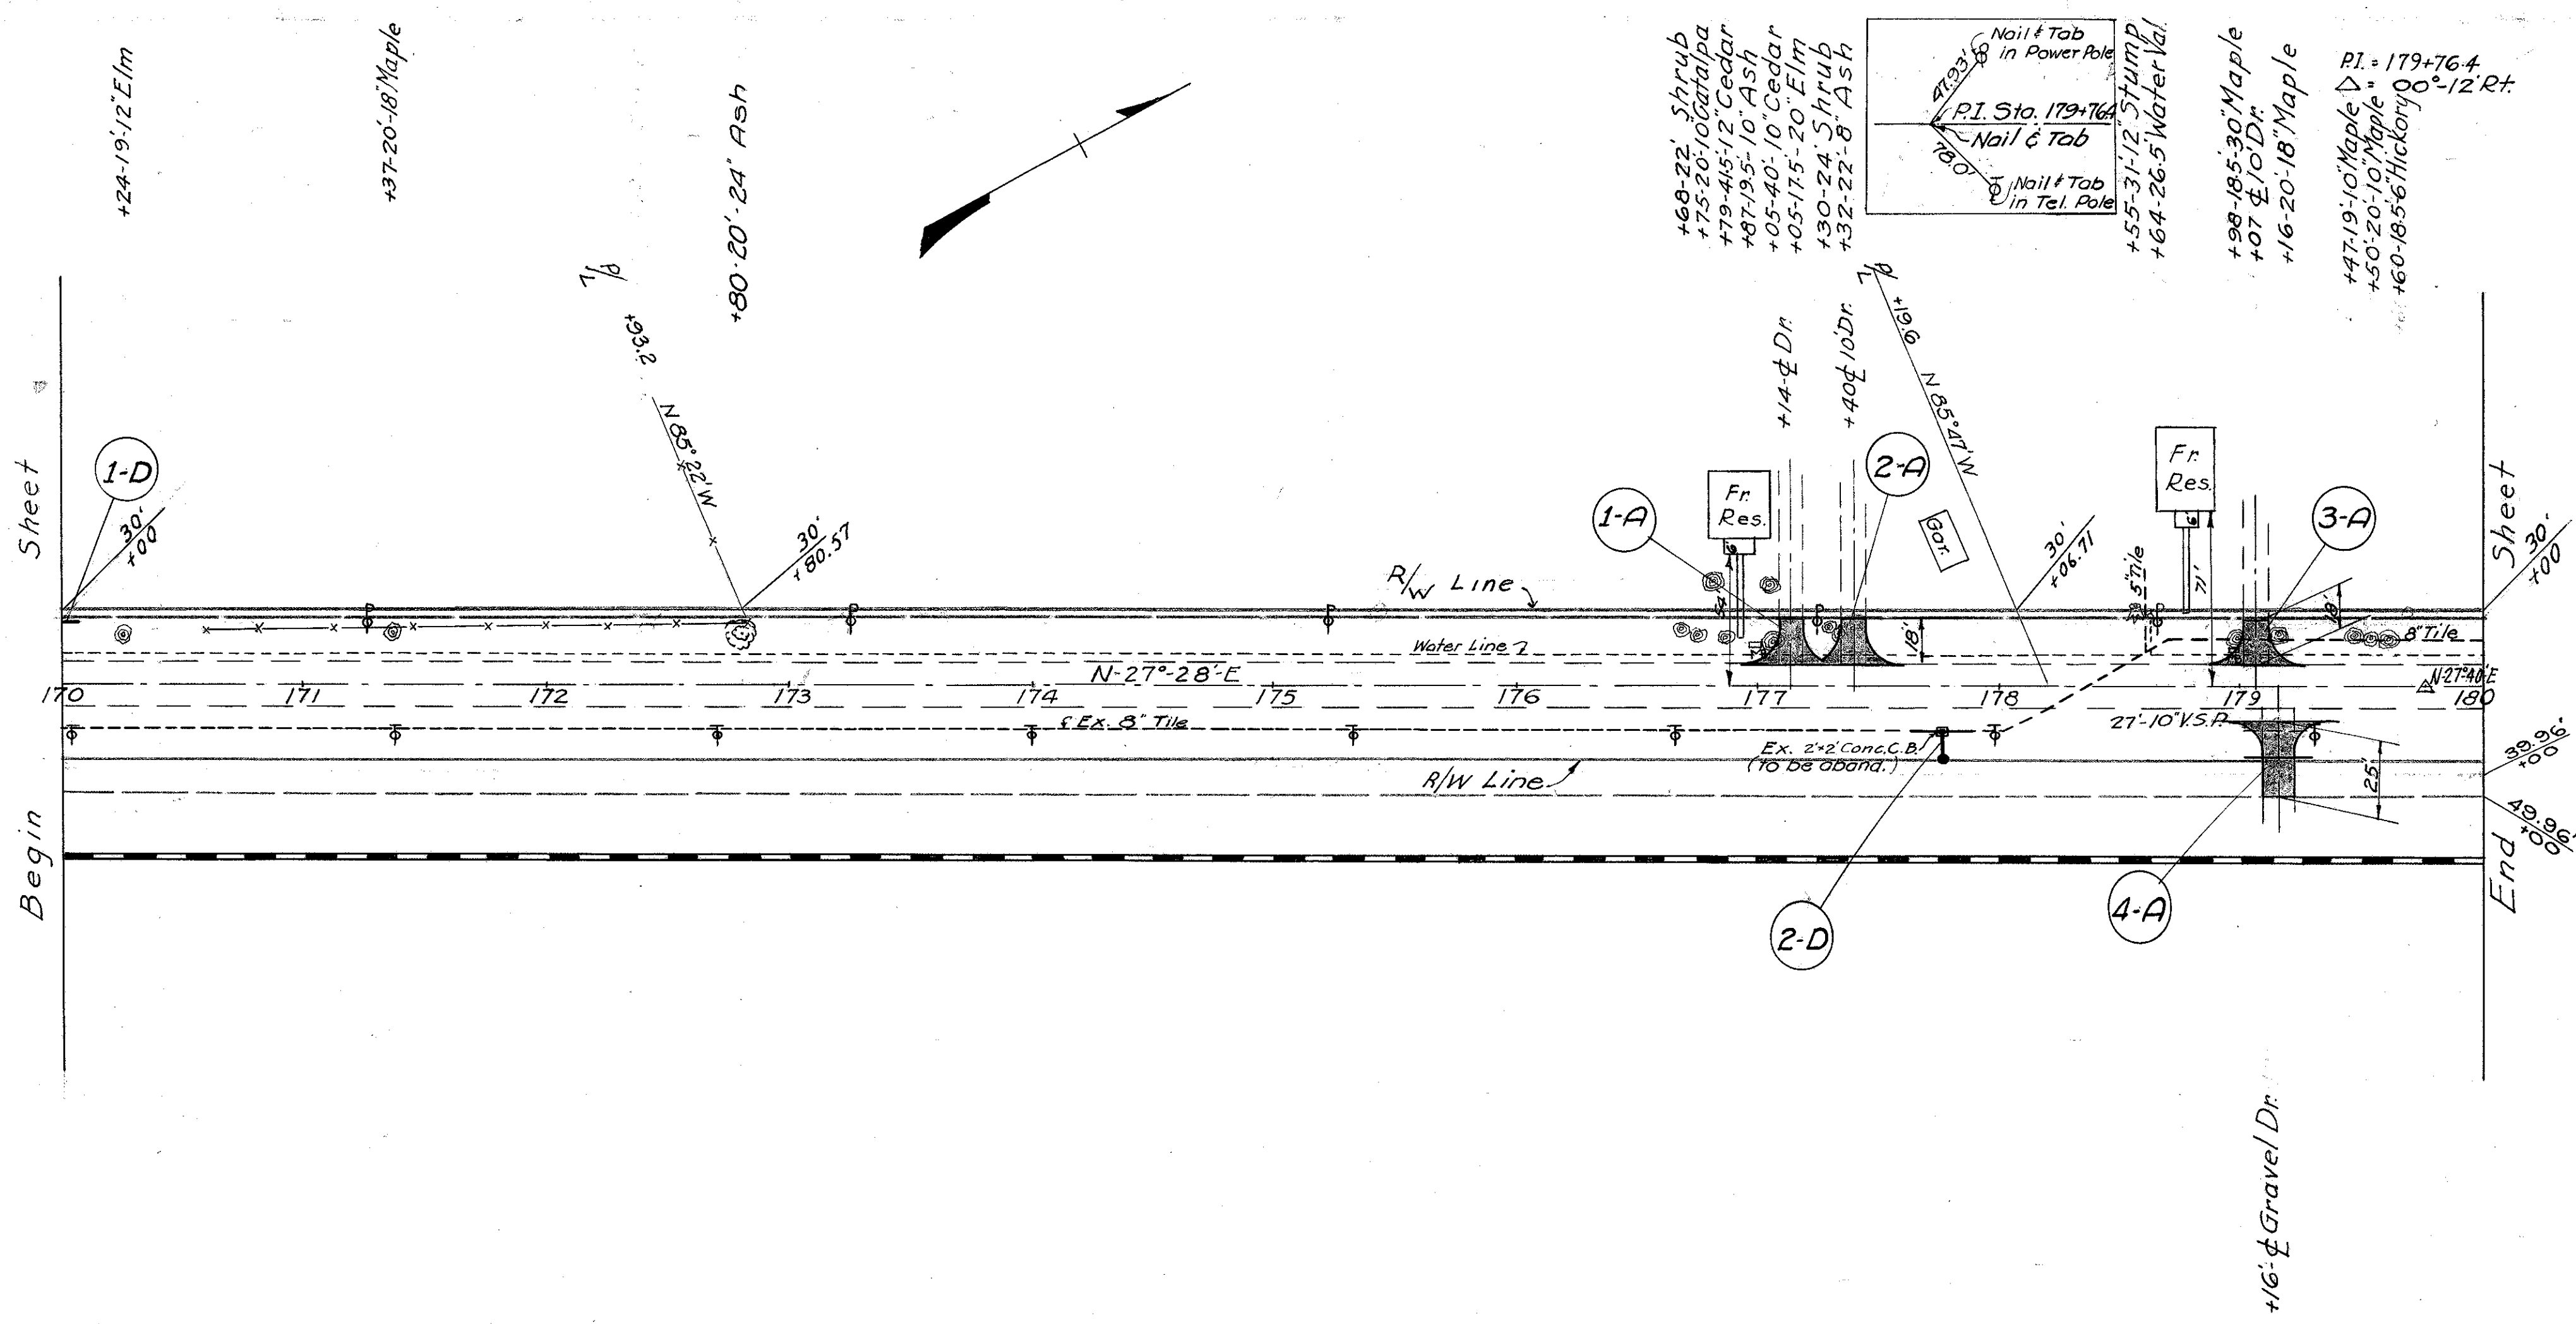 +24-19'-12" Elm
+37-20'-18" Maple
+80-20'-24" Ash
+68-22' Shrub
+75-20'-10" Catalpa
+79-41.5'-12" Cedar
+87-19.5'-10" Ash
+05-40'-10" Cedar
+05-17.5'-20" Elm
+30-24' Shrub
+32-22'-8" Ash
Nail & Tab
in Power Pole
47.93'
P.I. Sta. 179+76.4
Nail & Tab
78.0'
Nail & Tab
in Tel. Pole
+55-31'-12" Stump
+64-26.5' Water Val.
+98-18.5'-30" Maple
+07 ℄ 10' Dr.
+16-20'-18" Maple
P.I. = 179+76.4
△ = 00°-12' Rt.
+47-19'-10" Maple
+50-20'-10" Maple
+60-18.5'-6" Hickory
+93.2
N 85° 22' W
+14-℄ Dr.
+40 ℄ 10' Dr.
+19.6
N 85° 47' W
Sheet
1-D
30'
+00
30'
+80.57
R/W Line
1-A
Fr.
Res.
6'
54'
2-A
Gar.
30'
+06.71
5" Tile
Fr.
Res.
6'
71'
3-A
18'
Sheet
30'
+00
Water Line
18'
8" Tile
N-27°-28'-E
N-27°40'-E
170
171
172
173
174
175
176
177
178
179
180
Ex. 8" Tile
27'-10" V.S.P.
Ex. 2'×2' Conc. C.B.
(to be aband.)
R/W Line
25'
39.96'
+00
49.96'
+00
Begin
2-D
4-A
End
+16'-℄ Gravel Dr.